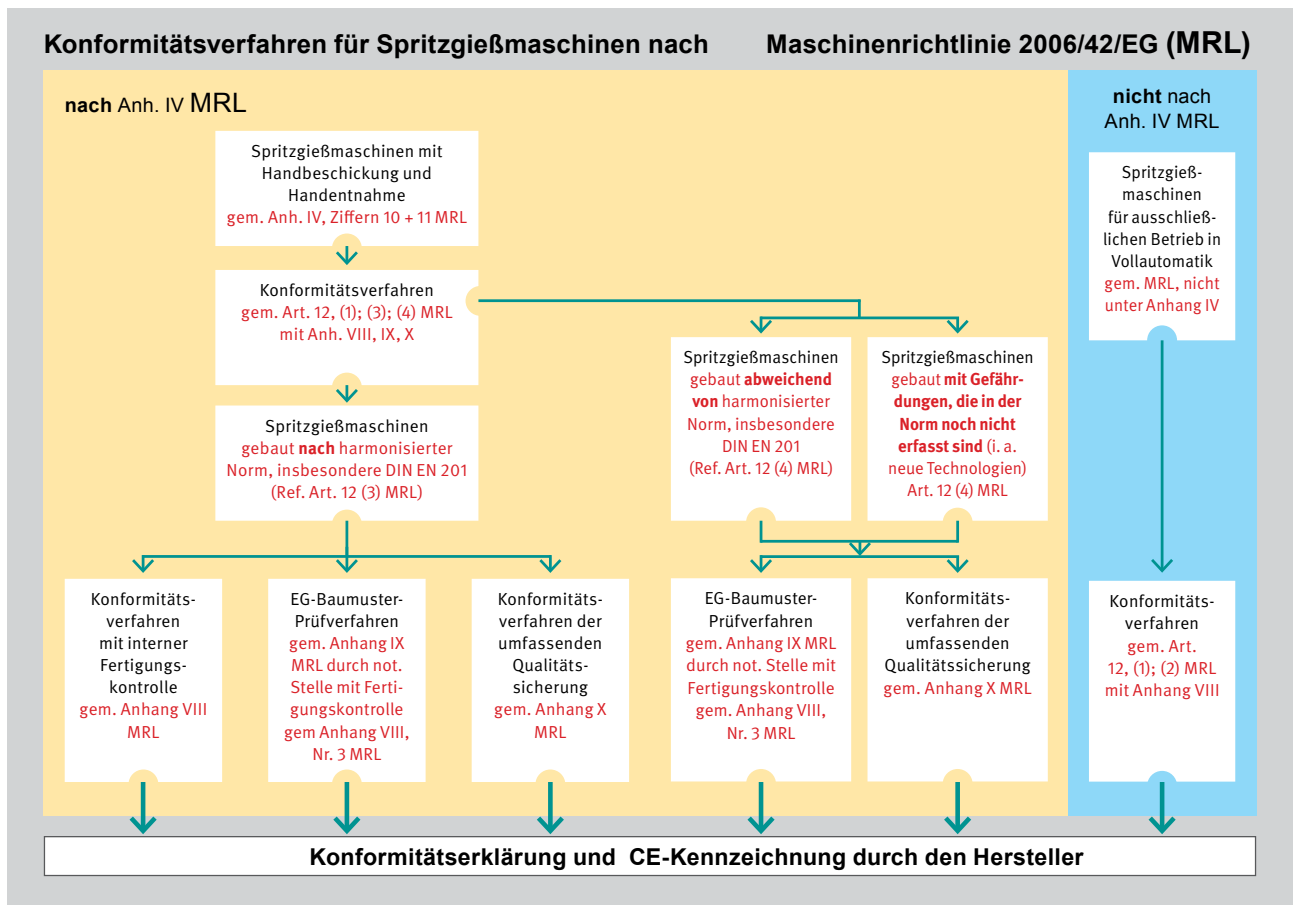 Konformitätsverfahren für Spritzgießmaschinen nach Maschinenrichtlinie 2006/42/EG (MRL)
nach Anh. IV MRL
Spritzgießmaschinen mit
Handbeschickung und
Handentnahme
gem. Anh. IV, Ziffern 10 + 11 MRL
Konformitätsverfahren
gem. Art. 12, (1); (3); (4) MRL
mit Anh. VIII, IX, X
Spritzgießmaschinen
gebaut nach harmonisierter
Norm, insbesondere DIN EN 201
(Ref. Art. 12 (3) MRL)
Spritzgießmaschinen
gebaut abweichend
von harmonisierter
Norm, insbesondere
DIN EN 201
(Ref. Art. 12 (4) MRL)
Spritzgießmaschinen
gebaut mit Gefähr-
dungen, die in der
Norm noch nicht
erfasst sind (i. a.
neue Technologien)
Art. 12 (4) MRL
Konformitäts-
verfahren
mit interner
Fertigungs-
kontrolle
gem. Anhang VIII
MRL
EG-Baumuster-
Prüfverfahren
gem. Anhang IX
MRL durch not.
Stelle mit Ferti-
gungskontrolle
gem Anhang VIII,
Nr. 3 MRL
Konformitäts-
verfahren der
umfassenden
Qualitäts-
sicherung
gem. Anhang X
MRL
EG-Baumuster-
Prüfverfahren
gem. Anhang IX MRL
durch not. Stelle mit
Fertigungskontrolle
gem. Anhang VIII,
Nr. 3 MRL
Konformitäts-
verfahren der
umfassenden
Qualitätssicherung
gem. Anhang X MRL
nicht nach
Anh. IV MRL
Spritzgieß-
maschinen
für ausschließ-
lichen Betrieb in
Vollautomatik
gem. MRL, nicht
unter Anhang IV
Konformitäts-
verfahren
gem. Art.
12, (1); (2) MRL
mit Anhang VIII
Konformitätserklärung und CE-Kennzeichnung durch den Hersteller